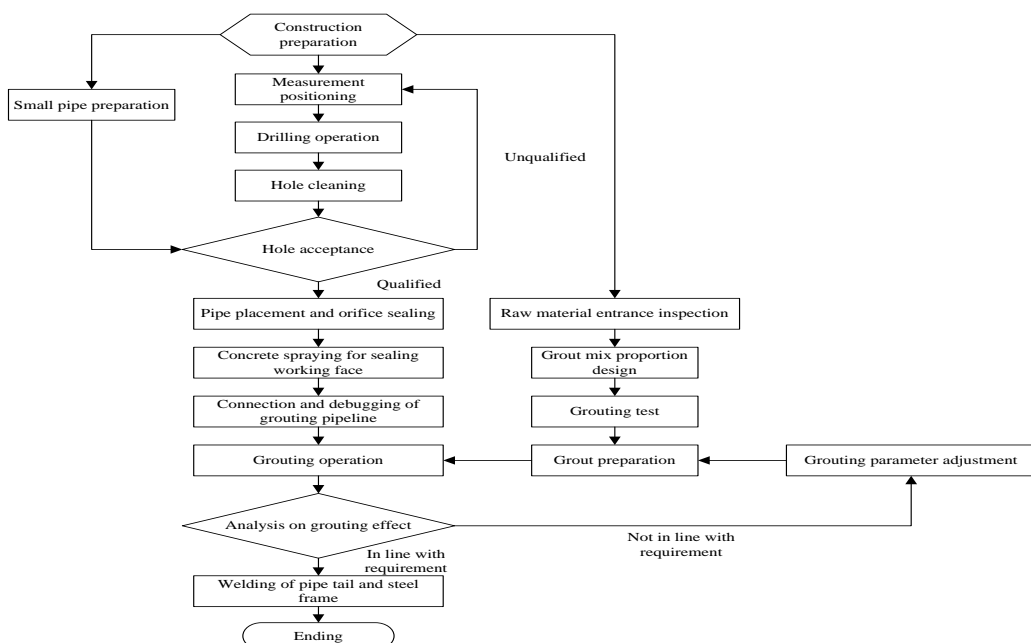 Construction
preparation
Measurement
positioning
Small pipe preparation
Drilling operation
Unqualified
Hole cleaning
Hole acceptance
Qualified
Pipe placement and orifice sealing
Raw material entrance inspection
Concrete spraying for sealing
working face
Grout mix proportion
design
Connection and debugging of
grouting pipeline
Grouting test
Grouting operation
Grout preparation
Grouting parameter adjustment
Analysis on grouting effect
Not in line with
requirement
In line with
requirement
Welding of pipe tail and steel
frame
Ending